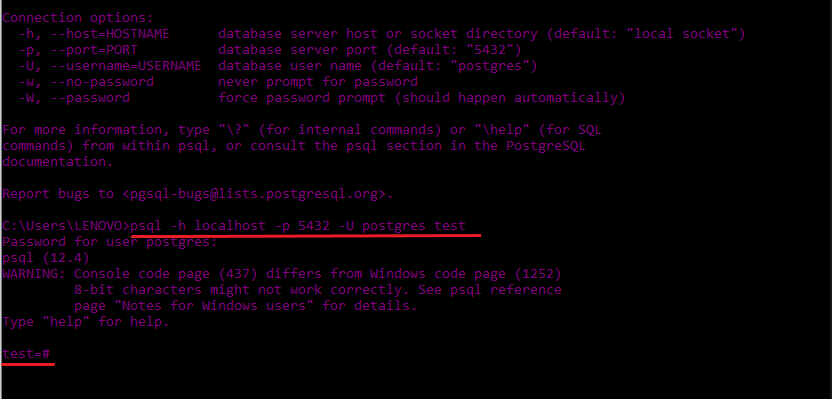 Connection options:
  -h, --host=HOSTNAME      database server host or socket directory (default: "local socket")
  -p, --port=PORT          database server port (default: "5432")
  -U, --username=USERNAME  database user name (default: "postgres")
  -w, --no-password        never prompt for password
  -W, --password           force password prompt (should happen automatically)
For more information, type "\?" (for internal commands) or "\help" (for SQL
commands) from within psql, or consult the psql section in the PostgreSQL
documentation.
Report bugs to <pgsql-bugs@lists.postgresql.org>.
C:\Users\LENOVO>psql -h localhost -p 5432 -U postgres test
Password for user postgres:
psql (12.4)
WARNING: Console code page (437) differs from Windows code page (1252)
         8-bit characters might not work correctly. See psql reference
         page "Notes for Windows users" for details.
Type "help" for help.
test=#